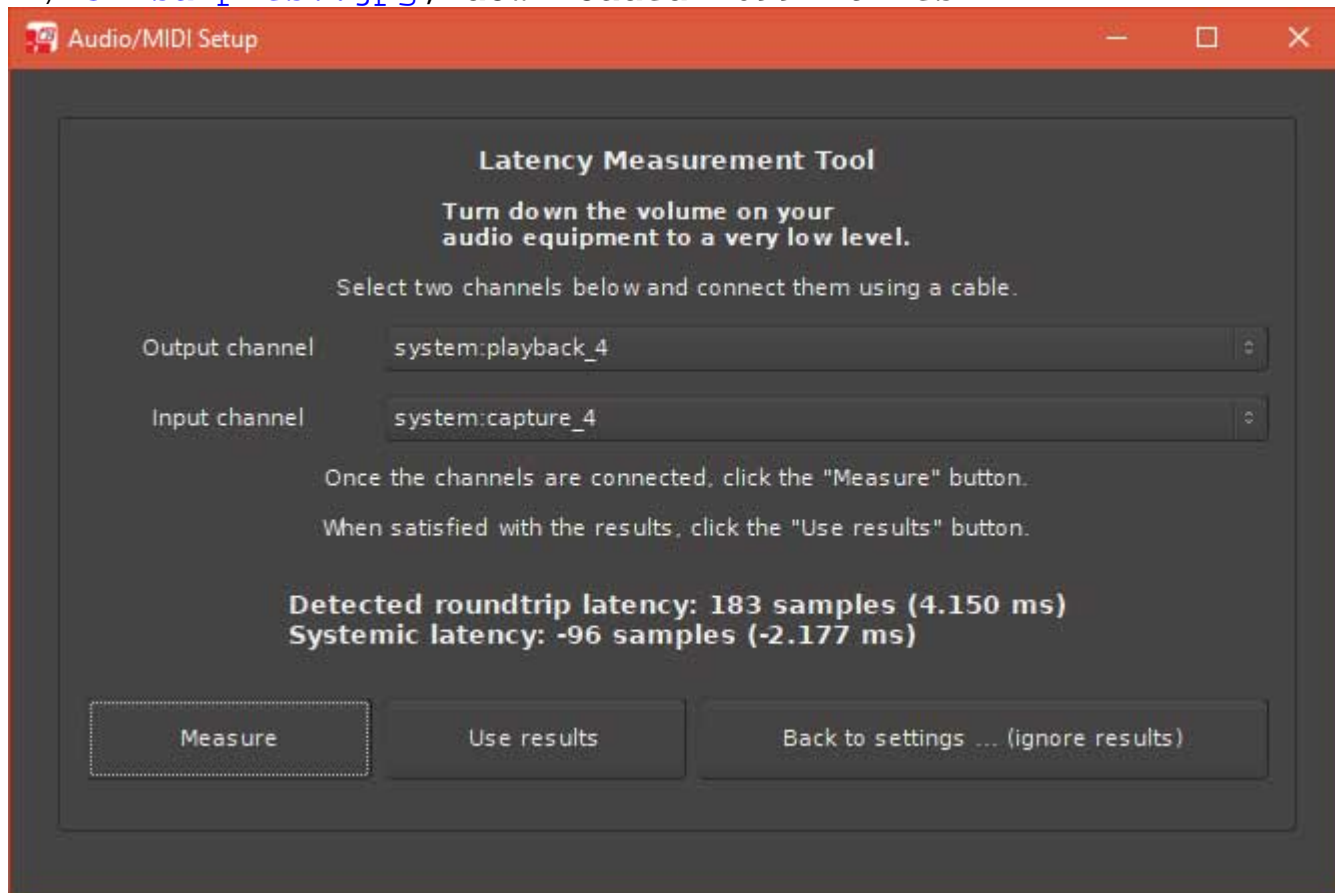 Audio/MIDI Setup
Latency Measurement Tool
Turn down the volume on your
audio equipment to a very low level.
Select two channels below and connect them using a cable.
Output channel system:playback_4
Input channel system:capture_4
Once the channels are connected, click the "Measure" button.
When satisfied with the results, click the "Use results" button.
Detected roundtrip latency: 183 samples (4.150 ms)
Systemic latency: -96 samples (-2.177 ms)
Measure Use results Back to settings ... (ignore results)